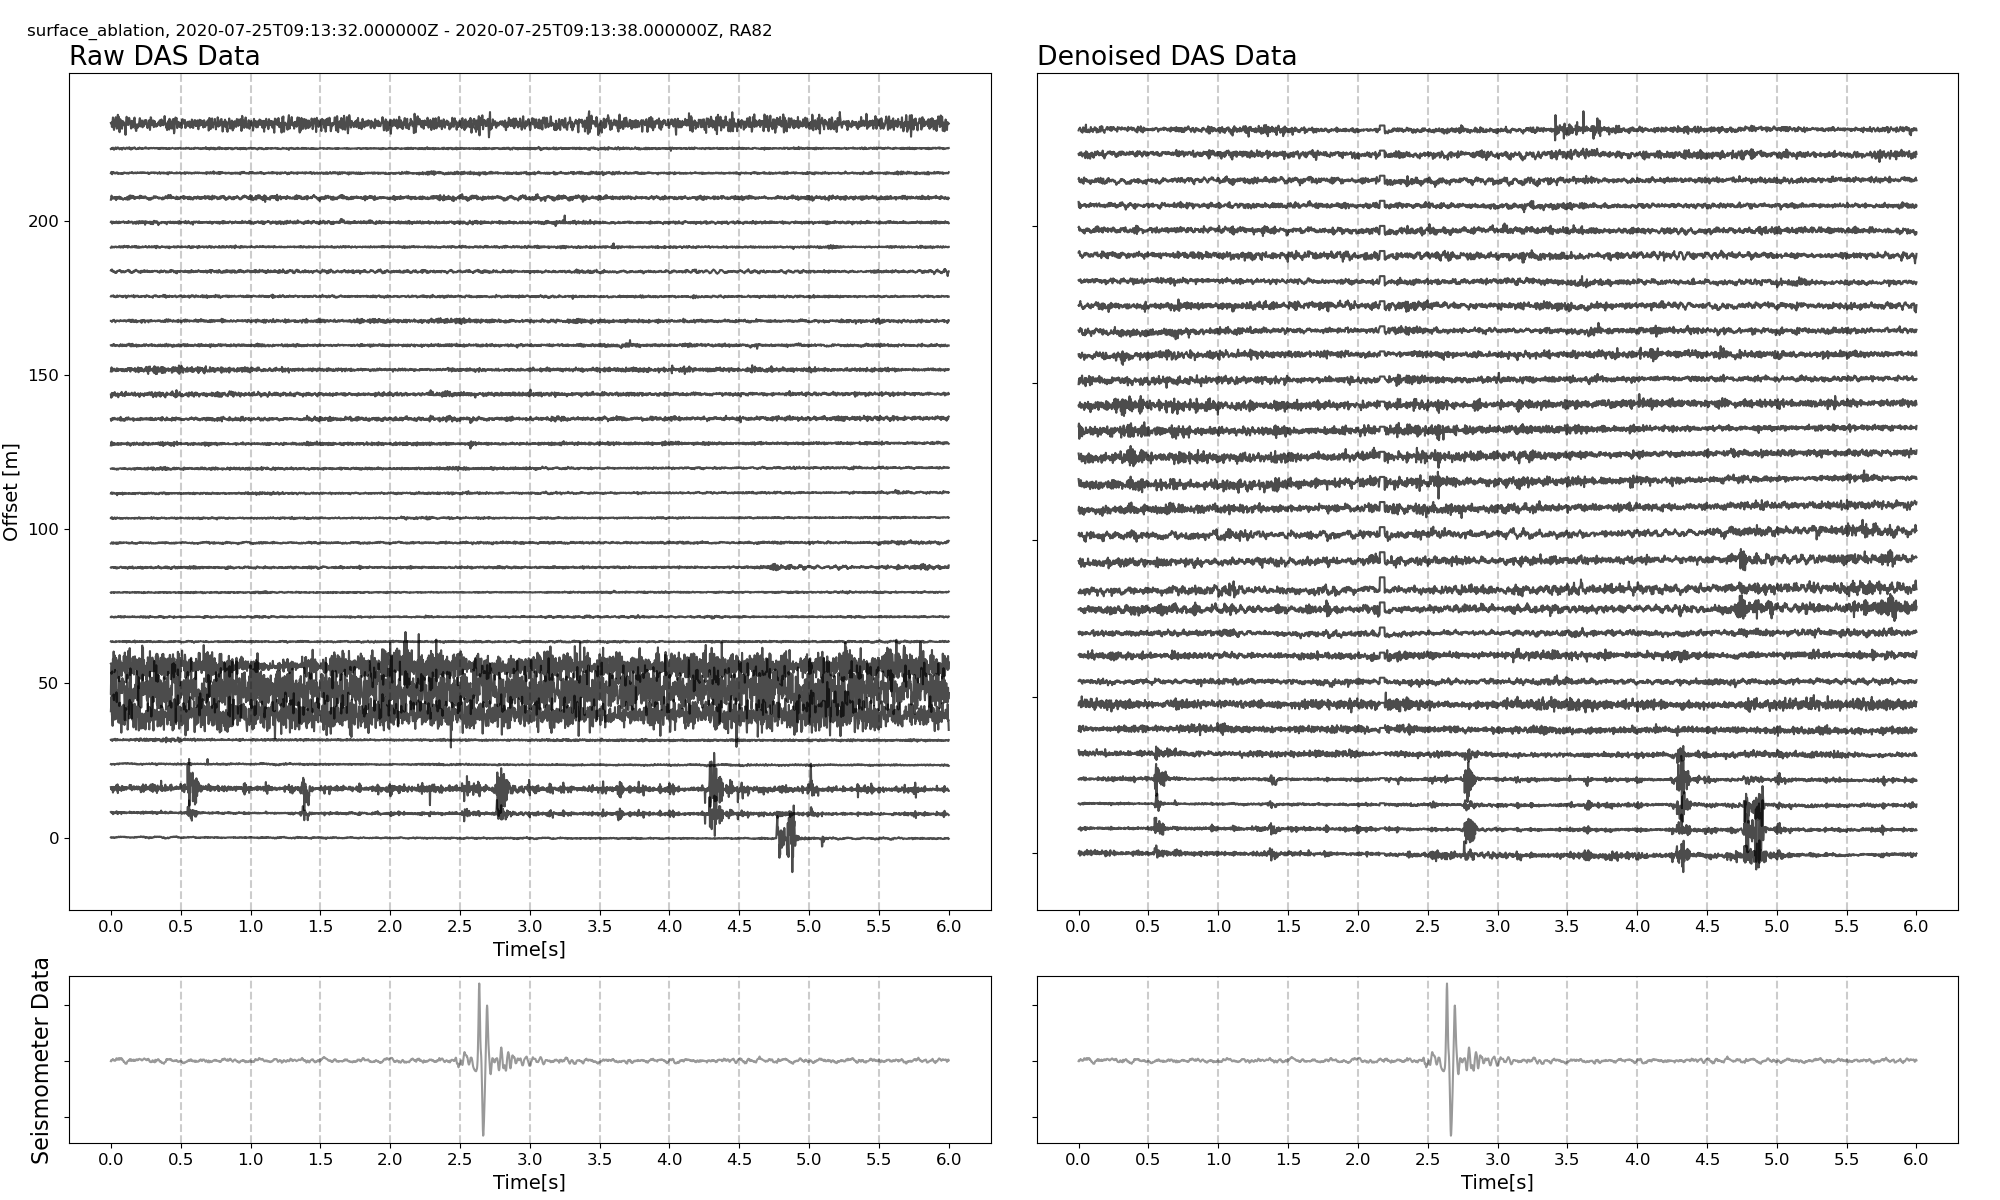 surface_ablation, 2020-07-25T09:13:32.000000Z - 2020-07-25T09:13:38.000000Z, RA82
Raw DAS Data
Denoised DAS Data
Offset [m]
200
150
100
50
0
0.0 0.5 1.0 1.5 2.0 2.5 3.0 3.5 4.0 4.5 5.0 5.5 6.0
Time[s]
0.0 0.5 1.0 1.5 2.0 2.5 3.0 3.5 4.0 4.5 5.0 5.5 6.0
Seismometer Data
0.0 0.5 1.0 1.5 2.0 2.5 3.0 3.5 4.0 4.5 5.0 5.5 6.0
Time[s]
0.0 0.5 1.0 1.5 2.0 2.5 3.0 3.5 4.0 4.5 5.0 5.5 6.0
Time[s]